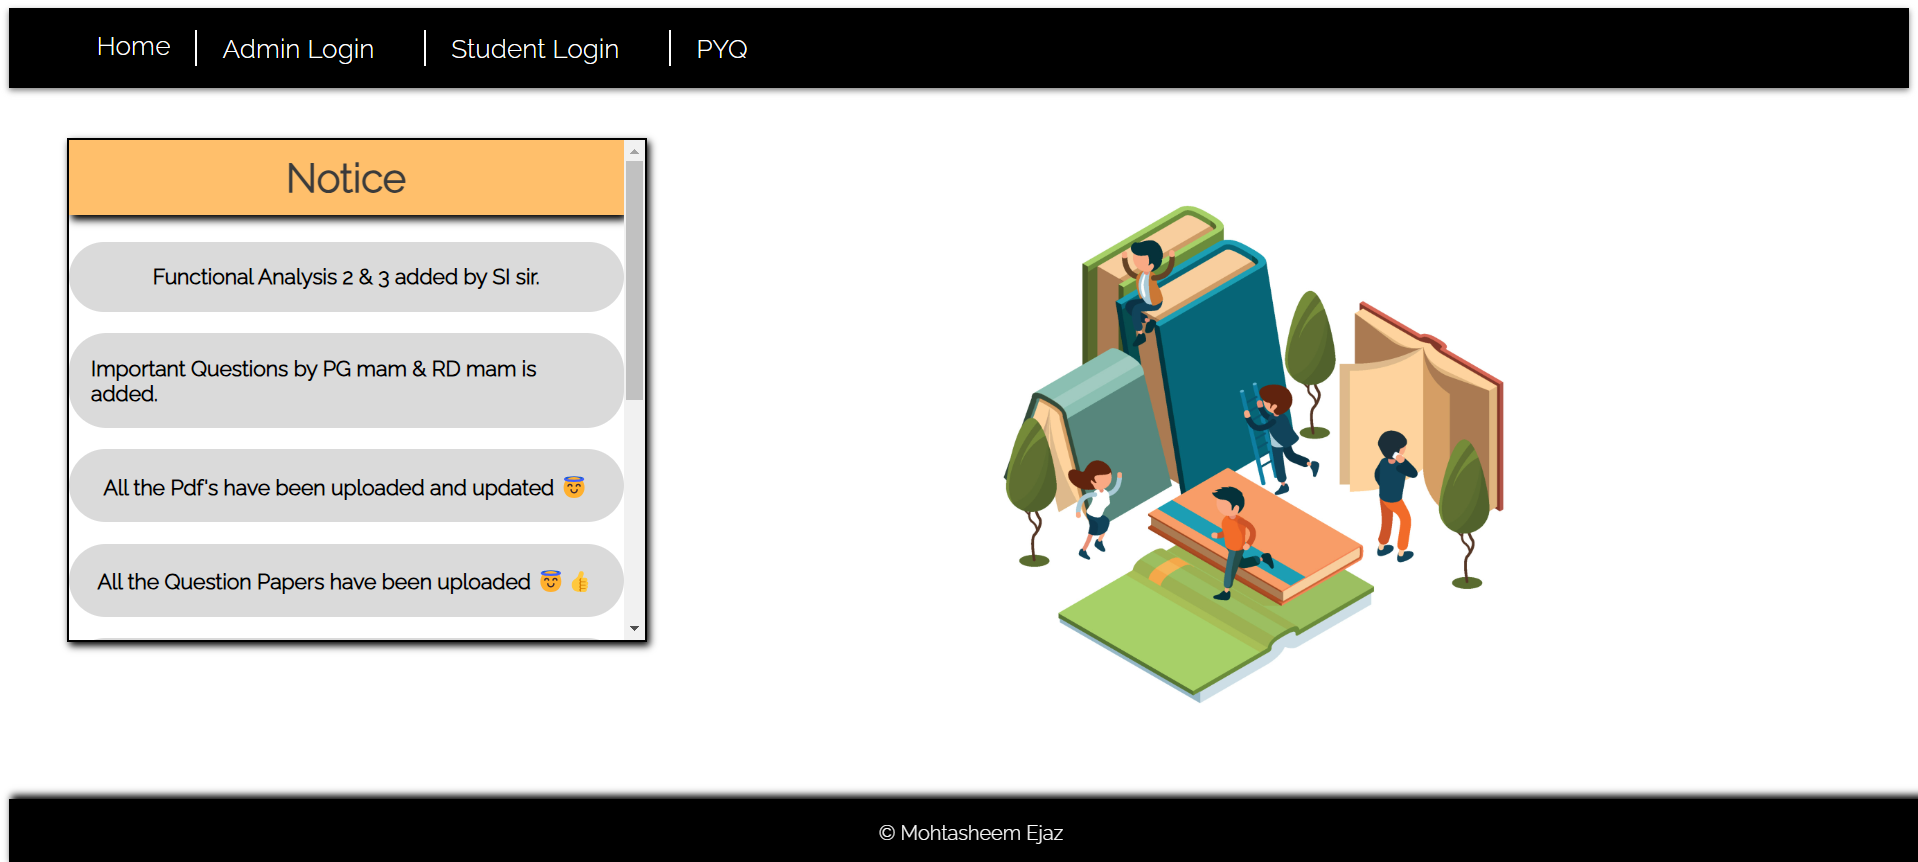 Home
Admin Login
Student Login
PYQ
Notice
Functional Analysis 2 & 3 added by SI sir.
Important Questions by PG mam & RD mam is
added.
All the Pdf's have been uploaded and updated 😇
All the Question Papers have been uploaded 😇 👍
© Mohtasheem Ejaz